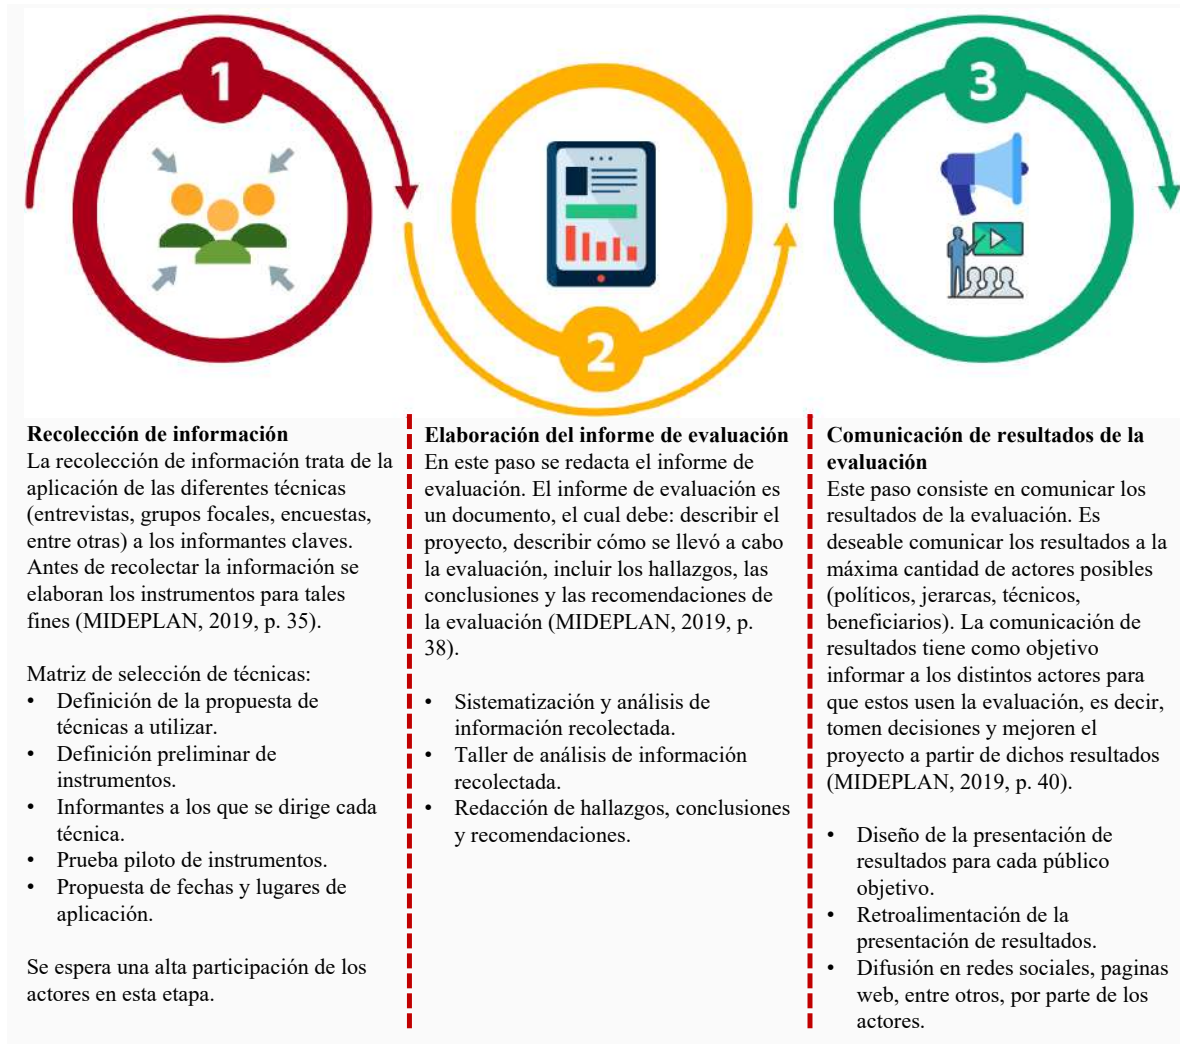 1
2
3
Recolección de información
La recolección de información trata de la
aplicación de las diferentes técnicas
(entrevistas, grupos focales, encuestas,
entre otras) a los informantes claves.
Antes de recolectar la información se
elaboran los instrumentos para tales
fines (MIDEPLAN, 2019, p. 35).
Matriz de selección de técnicas:
• Definición de la propuesta de
técnicas a utilizar.
• Definición preliminar de
instrumentos.
• Informantes a los que se dirige cada
técnica.
• Prueba piloto de instrumentos.
• Propuesta de fechas y lugares de
aplicación.
Se espera una alta participación de los
actores en esta etapa.
Elaboración del informe de evaluación
En este paso se redacta el informe de
evaluación. El informe de evaluación es
un documento, el cual debe: describir el
proyecto, describir cómo se llevó a cabo
la evaluación, incluir los hallazgos, las
conclusiones y las recomendaciones de
la evaluación (MIDEPLAN, 2019, p.
38).
• Sistematización y análisis de
información recolectada.
• Taller de análisis de información
recolectada.
• Redacción de hallazgos, conclusiones
y recomendaciones.
Comunicación de resultados de la
evaluación
Este paso consiste en comunicar los
resultados de la evaluación. Es
deseable comunicar los resultados a la
máxima cantidad de actores posibles
(políticos, jerarcas, técnicos,
beneficiarios). La comunicación de
resultados tiene como objetivo
informar a los distintos actores para
que estos usen la evaluación, es decir,
tomen decisiones y mejoren el
proyecto a partir de dichos resultados
(MIDEPLAN, 2019, p. 40).
• Diseño de la presentación de
resultados para cada público
objetivo.
• Retroalimentación de la
presentación de resultados.
• Difusión en redes sociales, paginas
web, entre otros, por parte de los
actores.